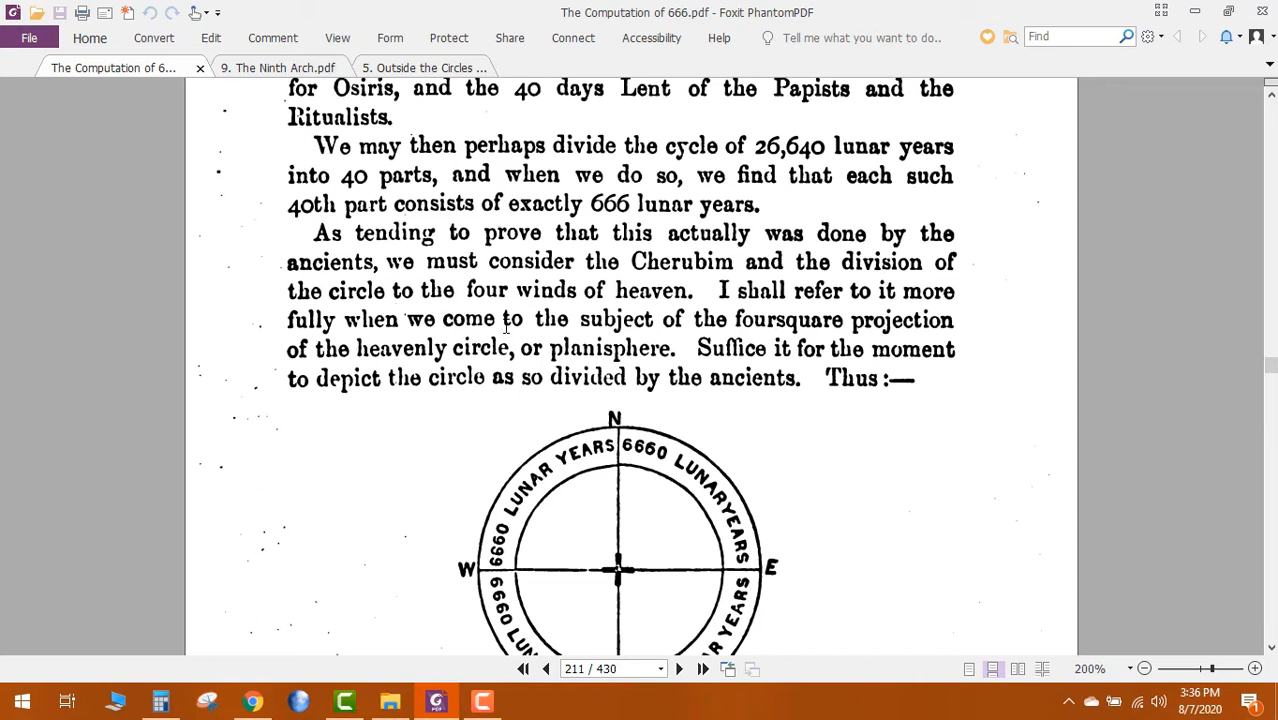 The Computation of 666.pdf - Foxit PhantomPDF
File Home Convert Edit Comment View Form Protect Share Connect Accessibility Help Tell me what you want to do.. Find
The Computation of 6... 9. The Ninth Arch.pdf 5. Outside the Circles ...
for Osiris, and the 40 days Lent of the Papists and the
Ritualists.
We may then perhaps divide the cycle of 26,640 lunar years
into 40 parts, and when we do so, we find that each such
40th part consists of exactly 666 lunar years.
As tending to prove that this actually was done by the
ancients, we must consider the Cherubim and the division of
the circle to the four winds of heaven. I shall refer to it more
fully when we come to the subject of the foursquare projection
of the heavenly circle, or planisphere. Suffice it for the moment
to depict the circle as so divided by the ancients. Thus :—
N
6660 LUNAR YEARS
6660 LUNAR YEARS
W
E
6660 LUN
YEARS
211 / 430
200%
PDF
3:36 PM
8/7/2020
1